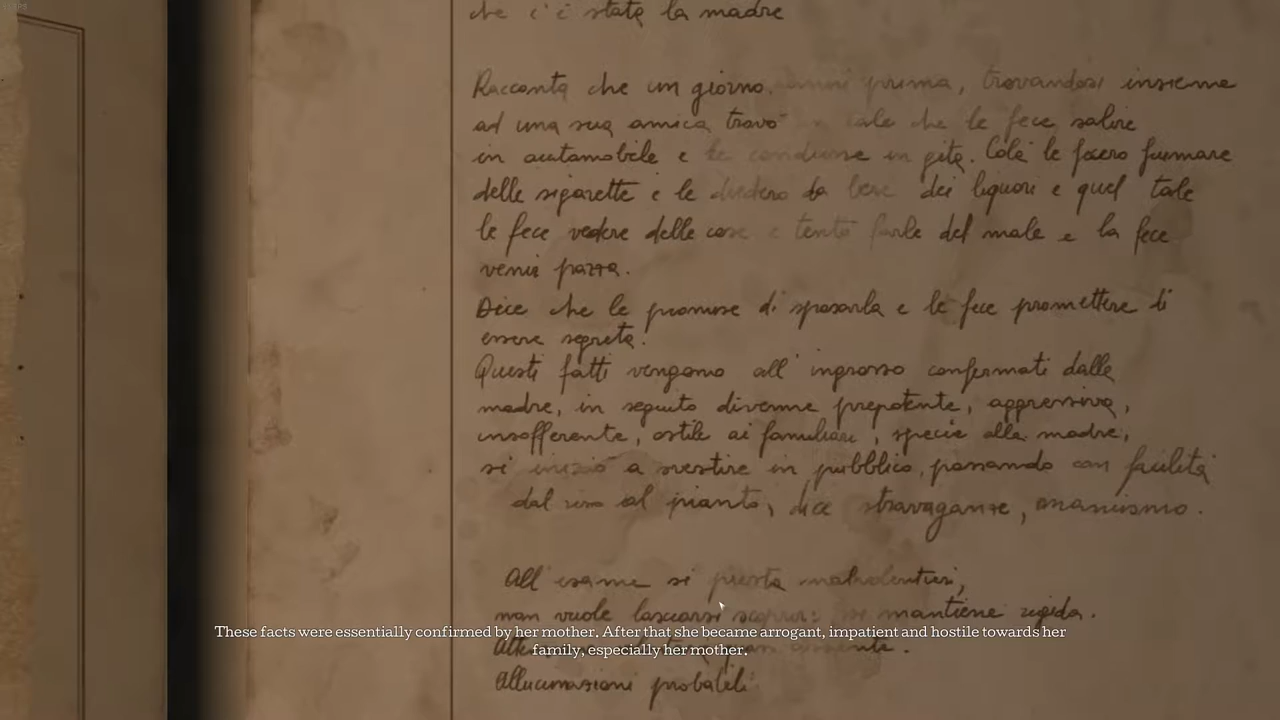 che c'è stata la madre
Racconta che un giorno, anni prima, trovandosi insieme
ad una sua amica trovò un tale che le fece salire
in automobile e le condusse in gita. Colà le fecero fumare
delle sigarette e le diedero da bere dei liquori e quel tale
le fece vedere delle cose e tentò farle del male e la fece
venir pazza.
Dice che le promise di sposarla e le fece promettere di
essere segreta.
Questi fatti vengono all'ingrosso confermati dalla
madre, in seguito divenne prepotente, aggressiva,
insofferente, ostile ai familiari, specie alla madre,
si iniziò a svestire in pubblico, passando con facilità
dal riso al pianto, dice stravaganze, manierismo.
All'esame si presta malvolentieri,
non vuole lasciarsi scoprire si mantiene rigida.
These facts were essentially confirmed by her mother. After that she became arrogant, impatient and hostile towards her
family, especially her mother.
Allucinazioni probabili